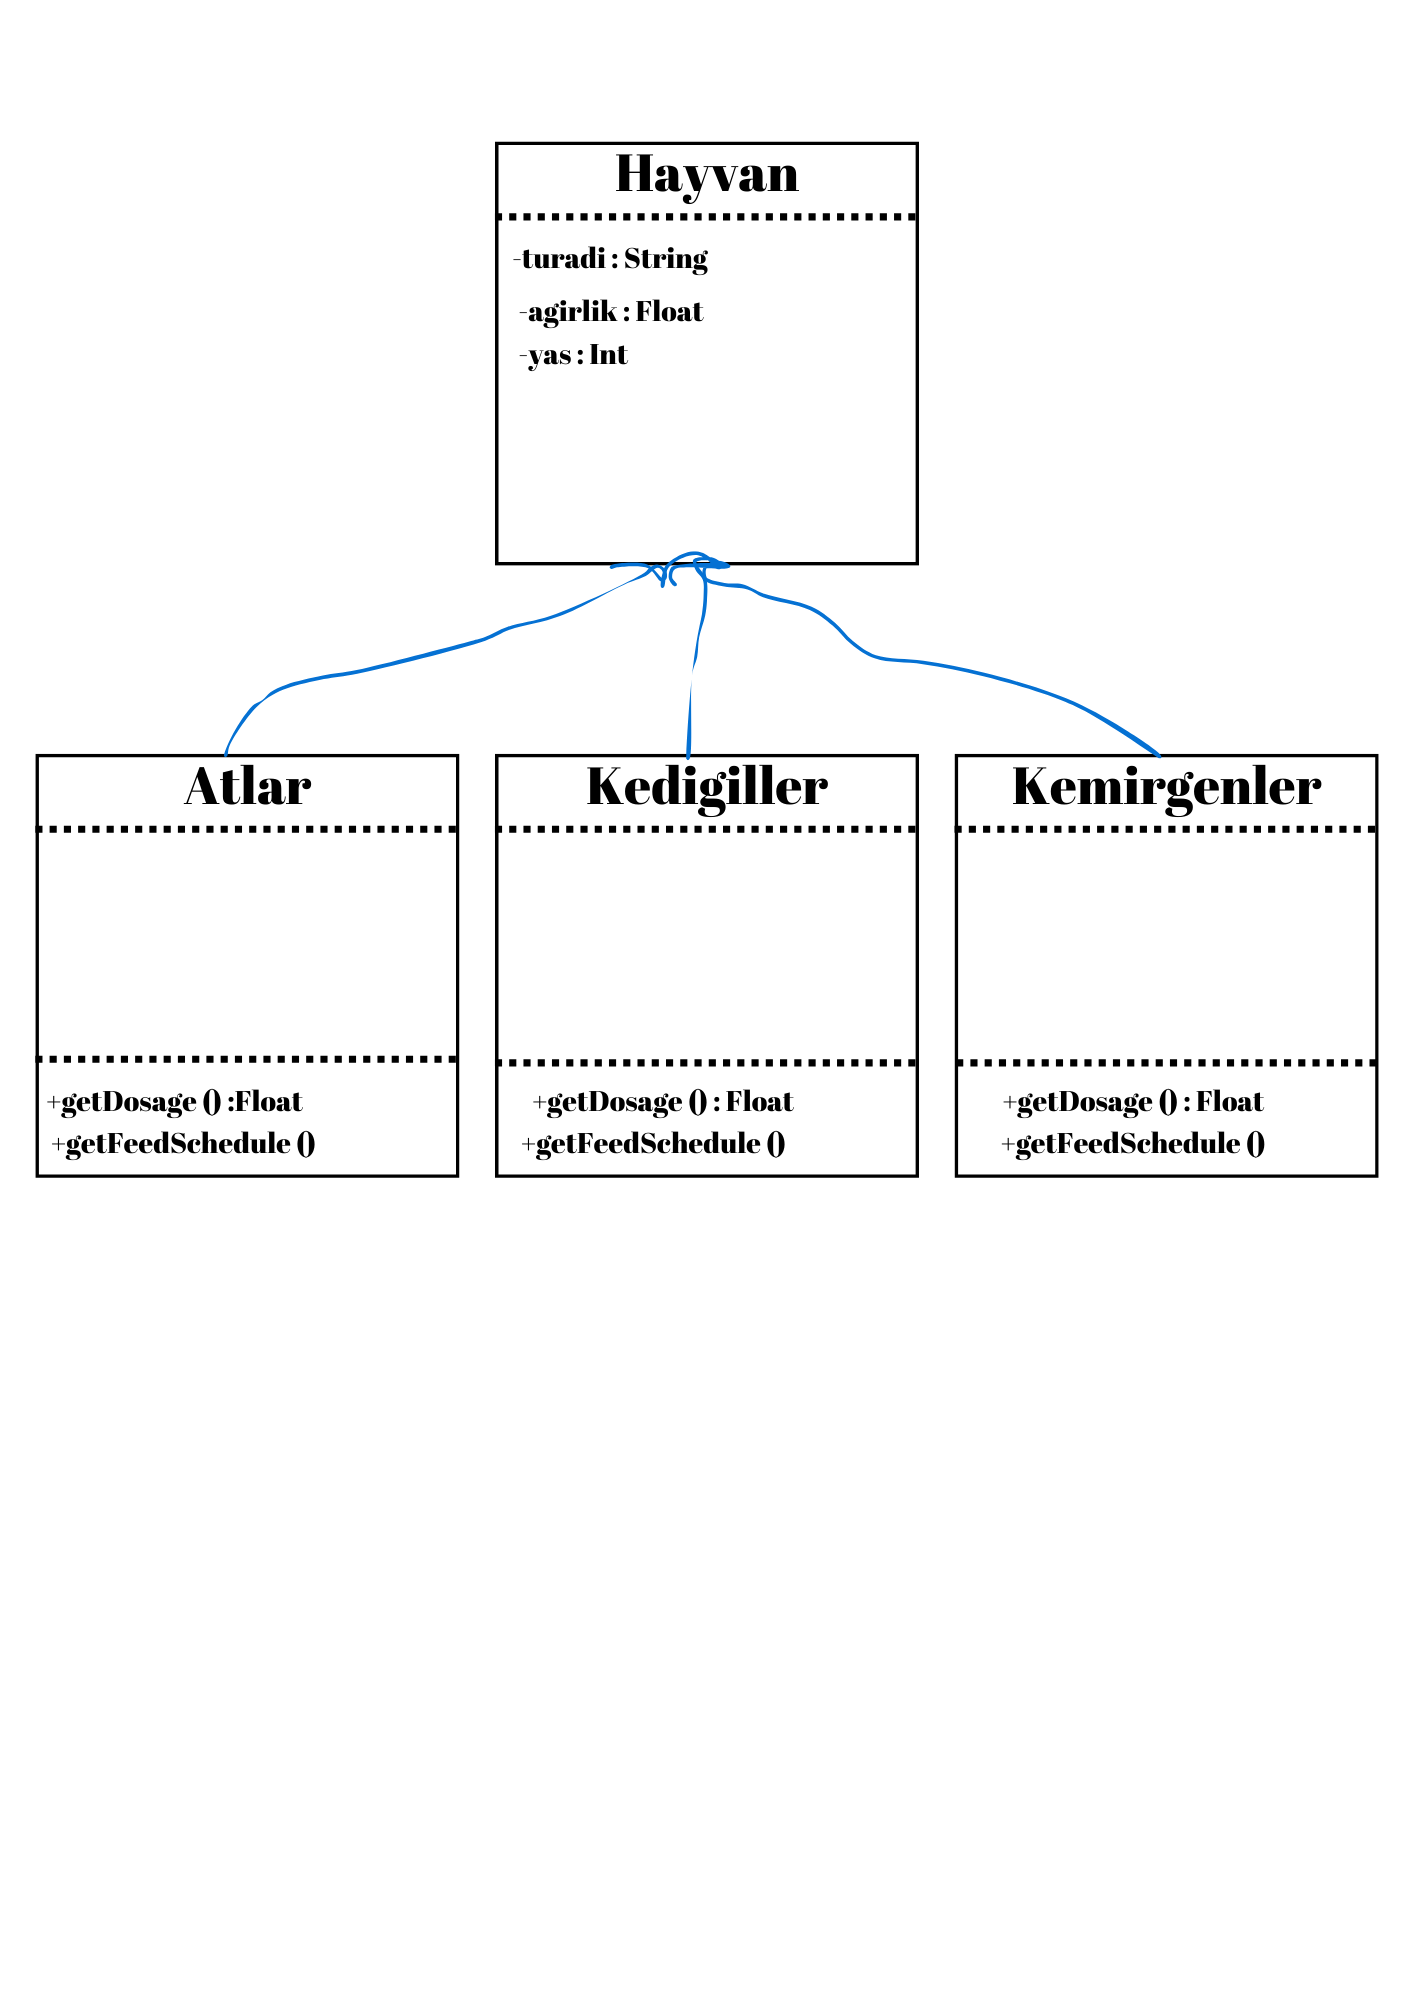 Hayvan
-turadi : String
-agirlik : Float
-yas : Int
Atlar
+getDosage () :Float
+getFeedSchedule ()
Kedigiller
+getDosage () : Float
+getFeedSchedule ()
Kemirgenler
+getDosage () : Float
+getFeedSchedule ()